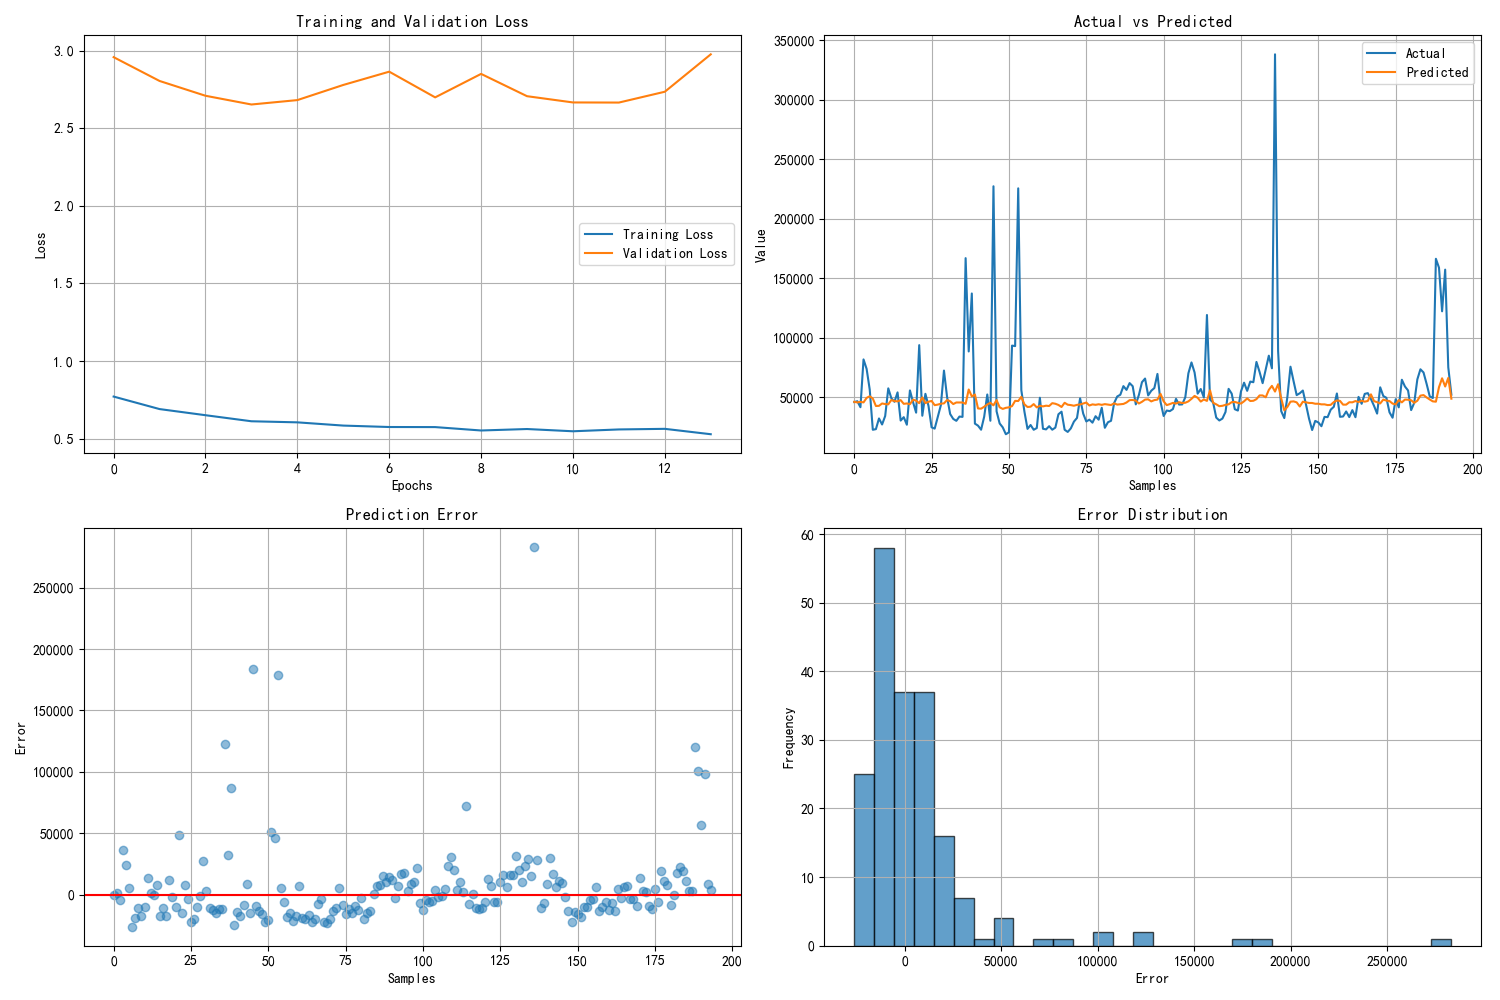 Training and Validation Loss
3.0
2.5
2.0
1.5
1.0
0.5
Loss
Training Loss
Validation Loss
0 2 4 6 8 10 12
Epochs
Actual vs Predicted
350000
300000
250000
200000
150000
100000
50000
Value
Actual
Predicted
0 25 50 75 100 125 150 175 200
Samples
Prediction Error
250000
200000
150000
100000
50000
0
Error
0 25 50 75 100 125 150 175 200
Samples
Error Distribution
60
50
40
30
20
10
0
Frequency
0 50000 100000 150000 200000 250000
Error